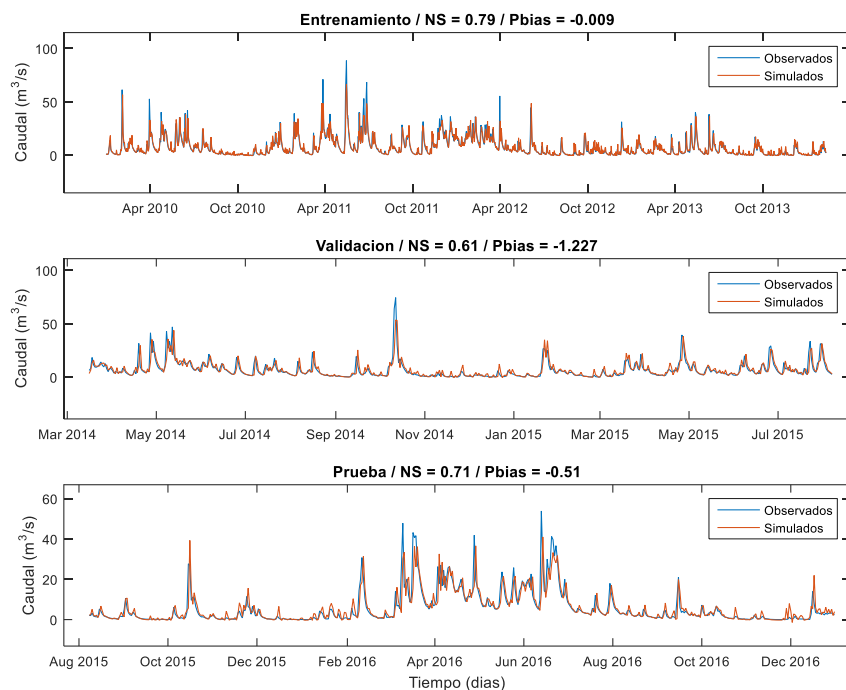 Entrenamiento / NS = 0.79 / Pbias = -0.009
Caudal (m³/s)
100
50
0
Observados
Simulados
Apr 2010 Oct 2010 Apr 2011 Oct 2011 Apr 2012 Oct 2012 Apr 2013 Oct 2013
Validacion / NS = 0.61 / Pbias = -1.227
Caudal (m³/s)
100
50
0
Observados
Simulados
Mar 2014 May 2014 Jul 2014 Sep 2014 Nov 2014 Jan 2015 Mar 2015 May 2015 Jul 2015
Prueba / NS = 0.71 / Pbias = -0.51
Caudal (m³/s)
60
40
20
0
Observados
Simulados
Aug 2015 Oct 2015 Dec 2015 Feb 2016 Apr 2016 Jun 2016 Aug 2016 Oct 2016 Dec 2016
Tiempo (dias)